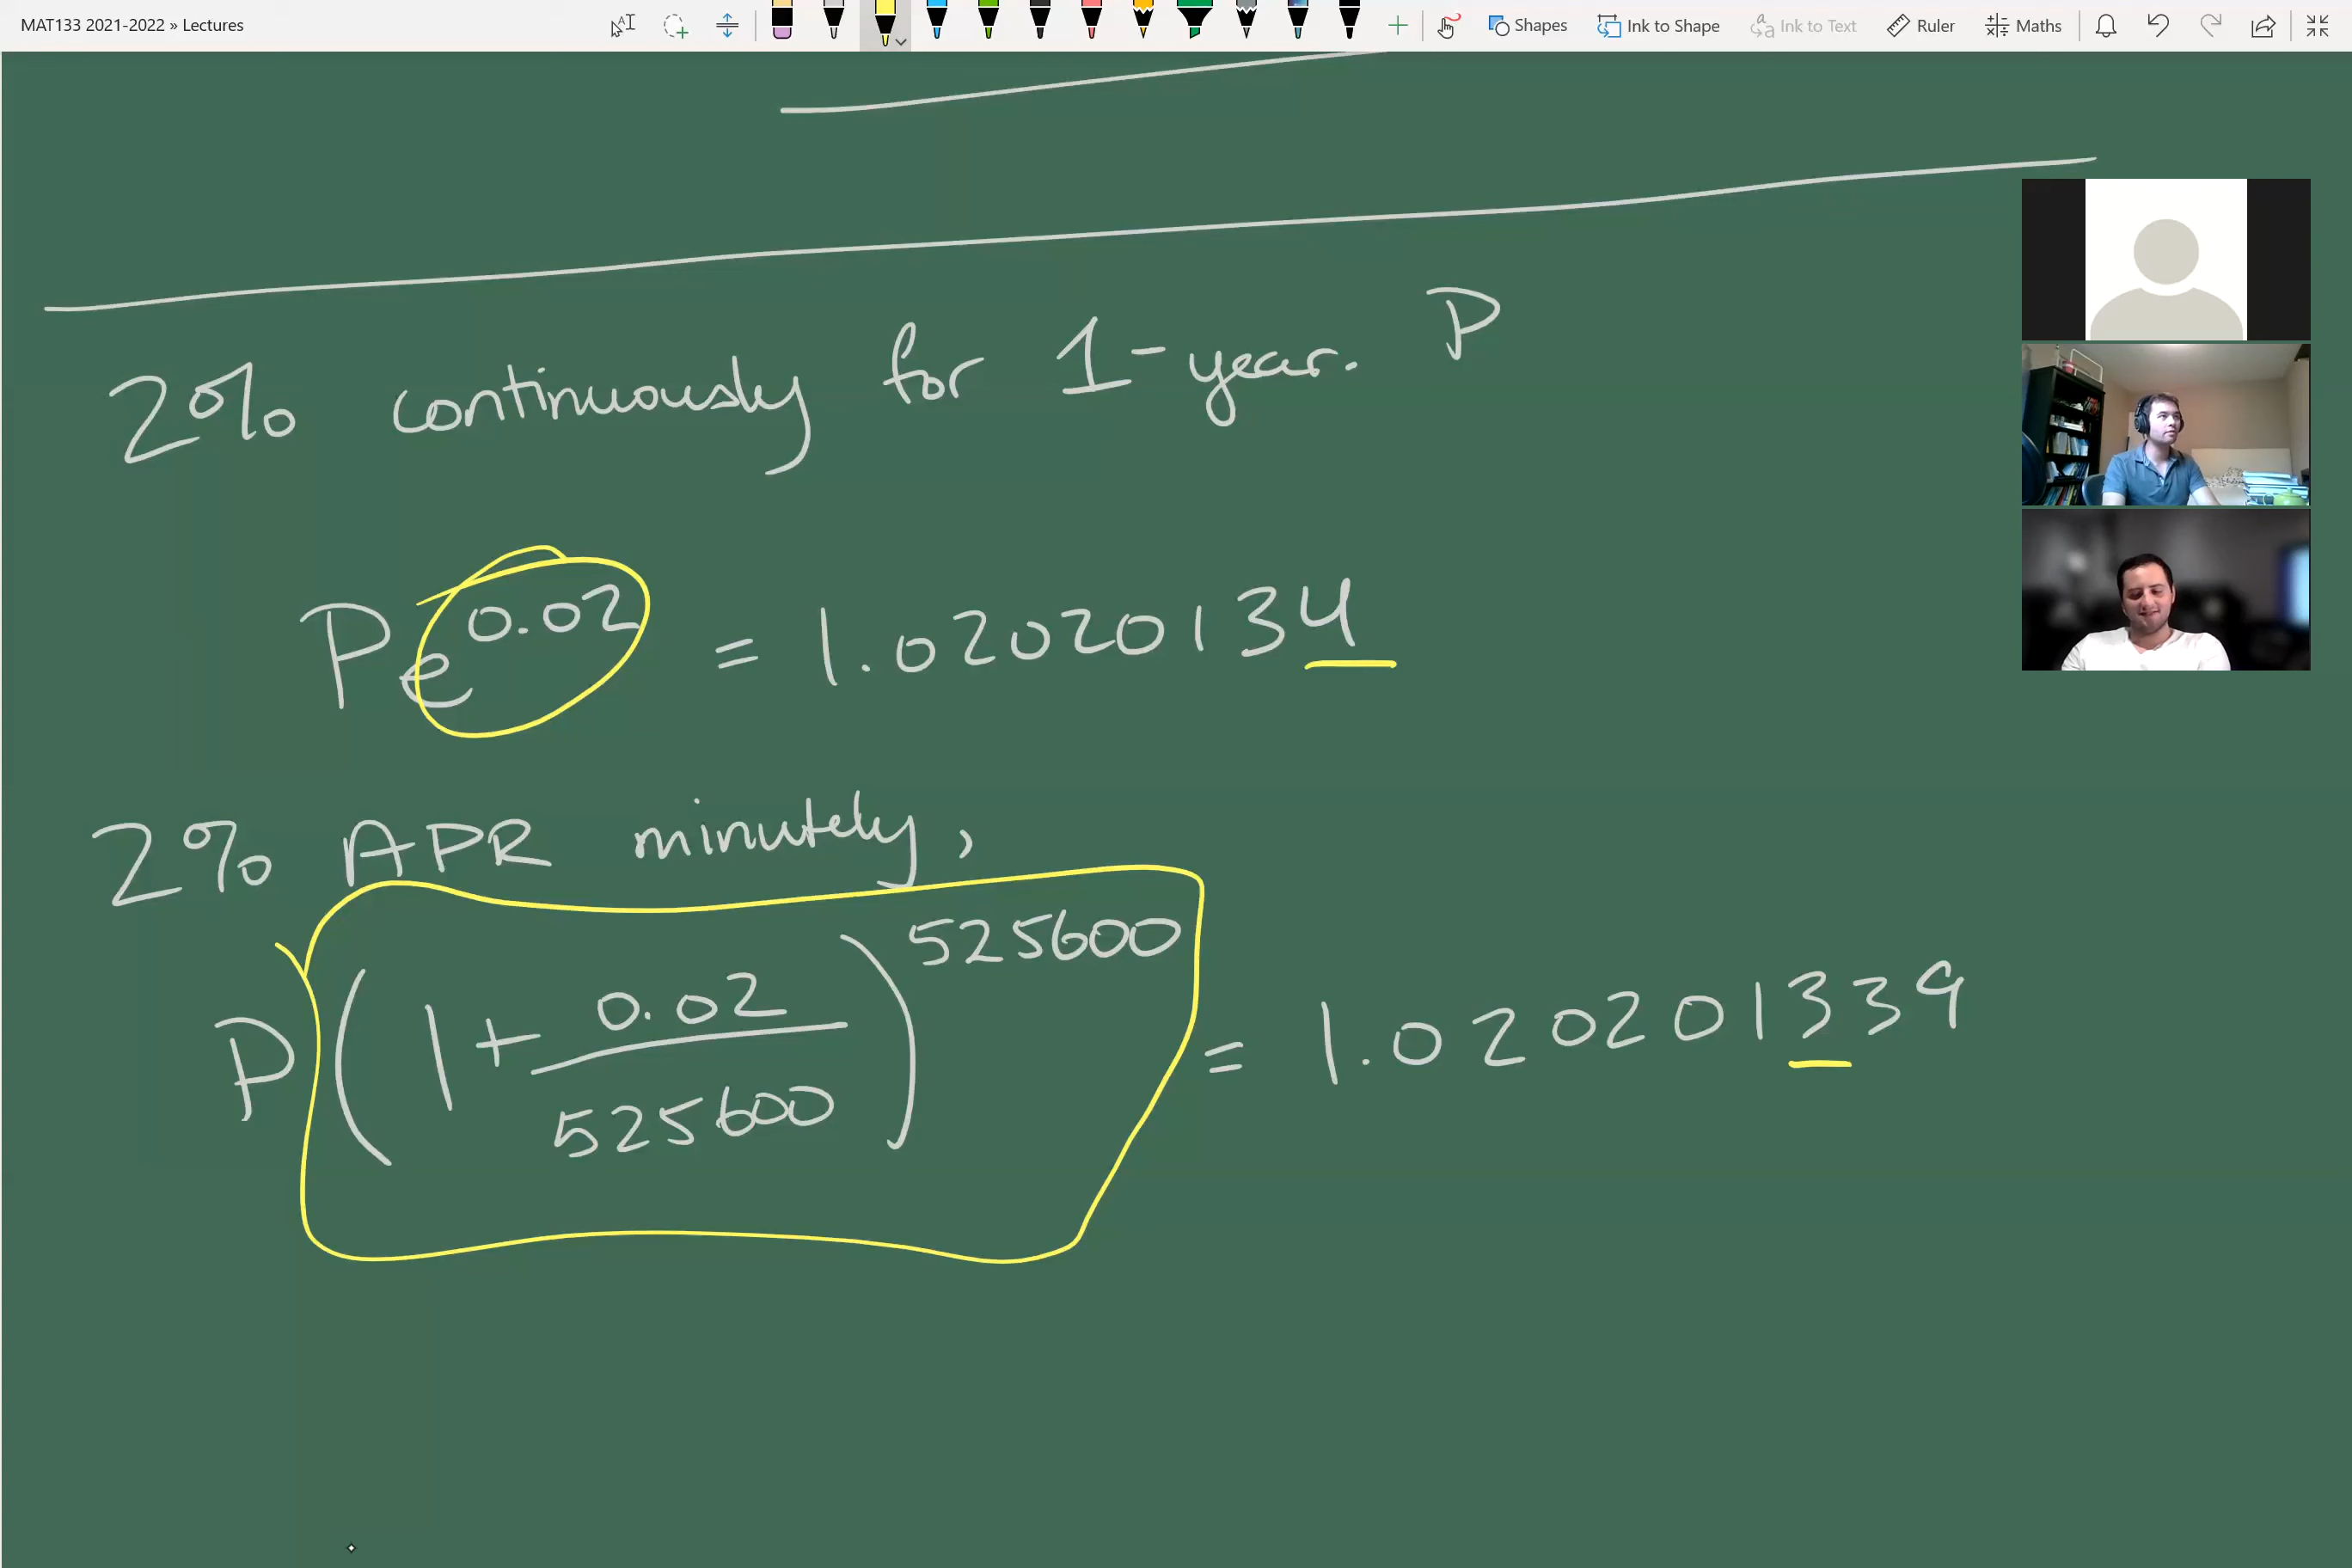 MAT133 2021-2022 » Lectures
Shapes
Ink to Shape
Ink to Text
Ruler
Maths
2% continuously for 1-year. P
Pe^0.02 = 1.02020134
2% APR minutely,
P(1+0.02/525600)^525600 = 1.020201339